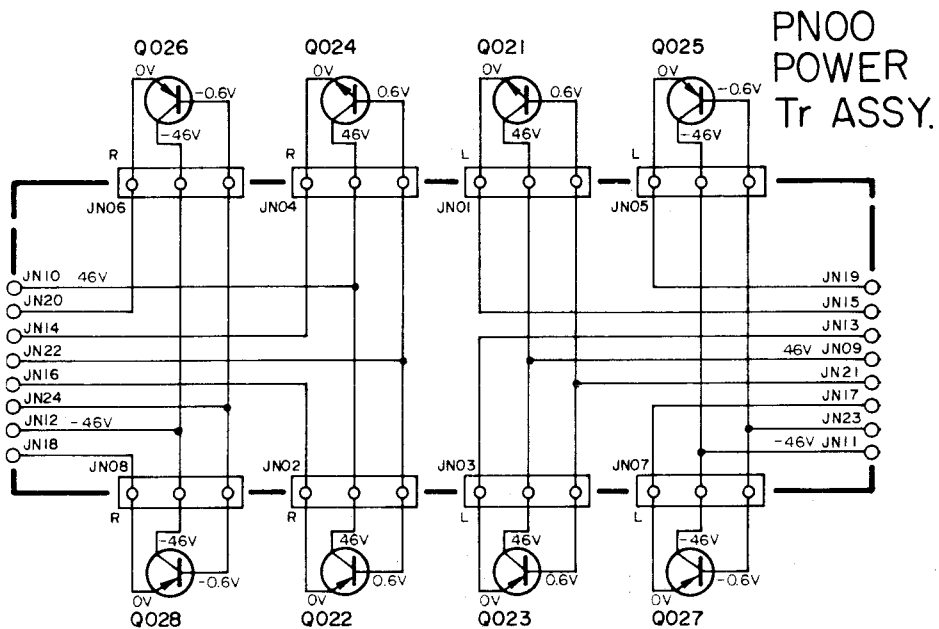 PN00
POWER
Tr ASSY.
Q026 Q024 Q021 Q025
0V -0.6V 0V 0.6V 0V 0.6V 0V -0.6V
-46V 46V 46V -46V
R R L L
JN06 JN04 JN01 JN05
JN10 46V JN19
JN20 JN15
JN14 JN13
JN22 46V JN09
JN16 JN21
JN24 JN17
JN12 -46V JN23
JN18 -46V JN11
JN08 JN02 JN03 JN07
R R L L
-46V 46V 46V -46V
-0.6V 0.6V 0.6V -0.6V
0V 0V 0V 0V
Q028 Q022 Q023 Q027